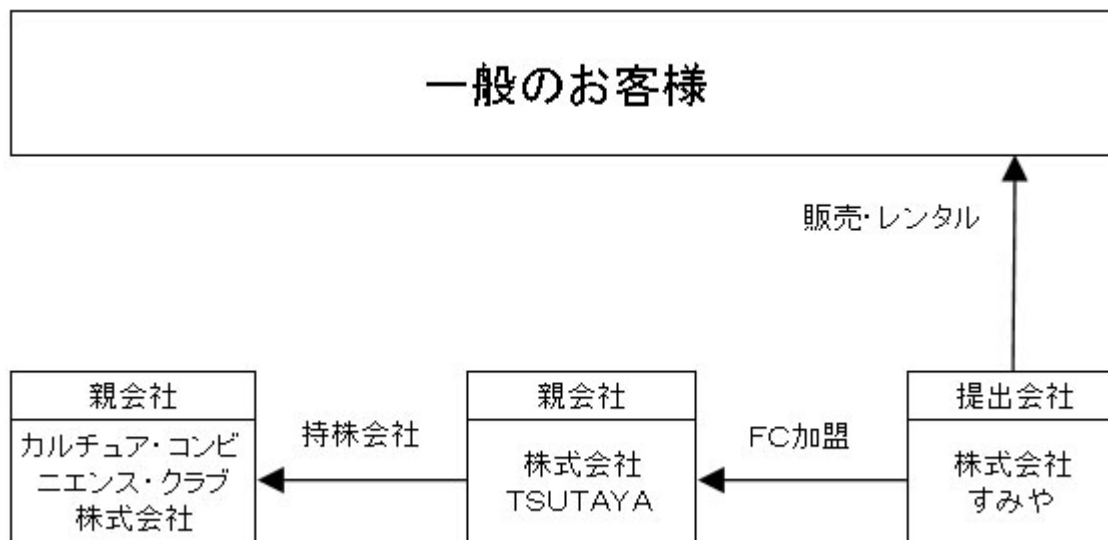 一般のお客様
販売・レンタル
親会社
カルチュア・コンビ
ニエンス・クラブ
株式会社
持株会社
親会社
株式会社
TSUTAYA
FC加盟
提出会社
株式会社
すみや